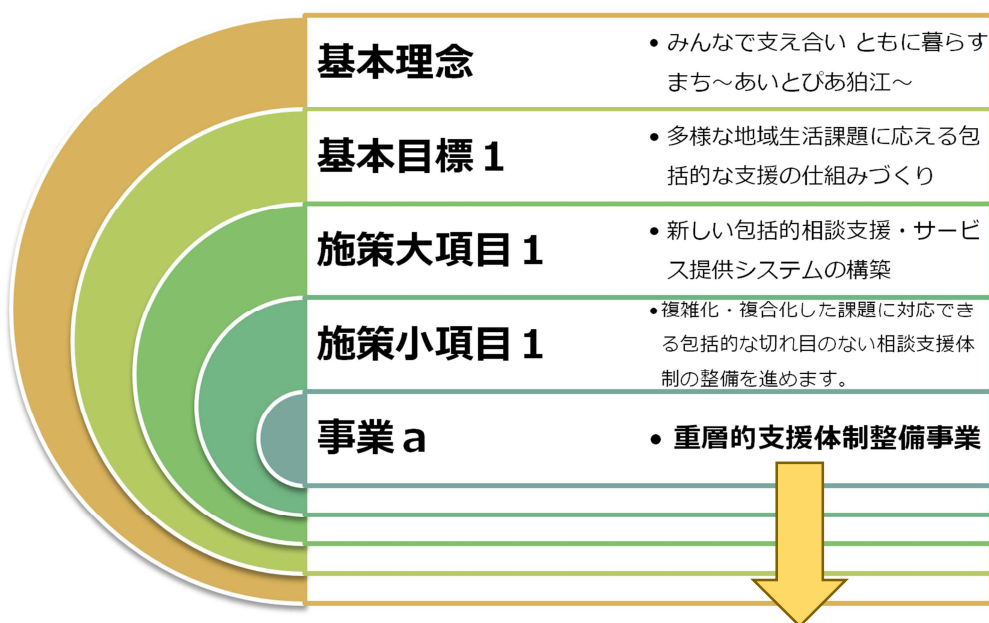 基本理念
• みんなで支え合い ともに暮らす
まち～あいとぴあ狛江～
基本目標１
• 多様な地域生活課題に応える包
括的な支援の仕組みづくり
施策大項目１
• 新しい包括的相談支援・サービ
ス提供システムの構築
施策小項目１
• 複雑化・複合化した課題に対応でき
る包括的な切れ目のない相談支援体
制の整備を進めます。
事業ａ
• 重層的支援体制整備事業